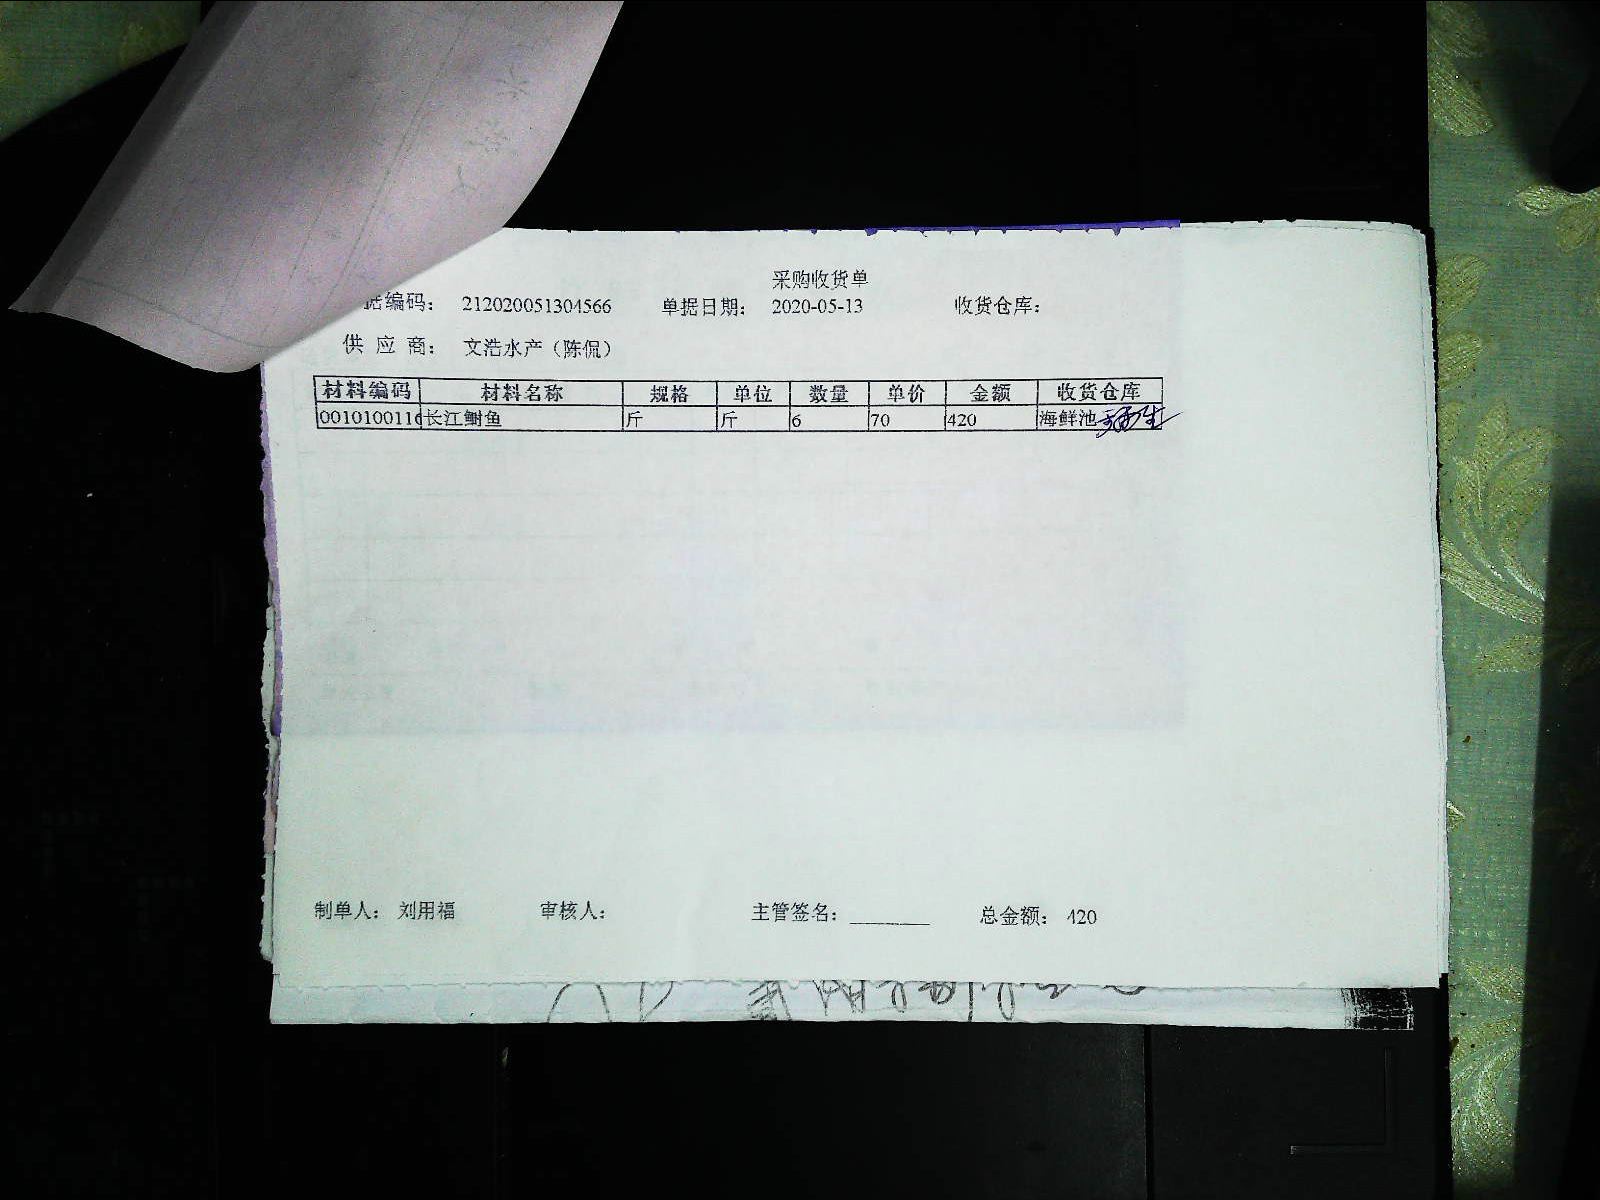 采购收货单
据编码： 212020051304566 单据日期： 2020-05-13 收货仓库：
供 应 商： 文浩水产（陈侃）
材料编码 材料名称 规格 单位 数量 单价 金额 收货仓库
0010100116 长江鮰鱼 斤 斤 6 70 420 海鲜池
制单人： 刘用福 审核人： 主管签名：________ 总金额： 420